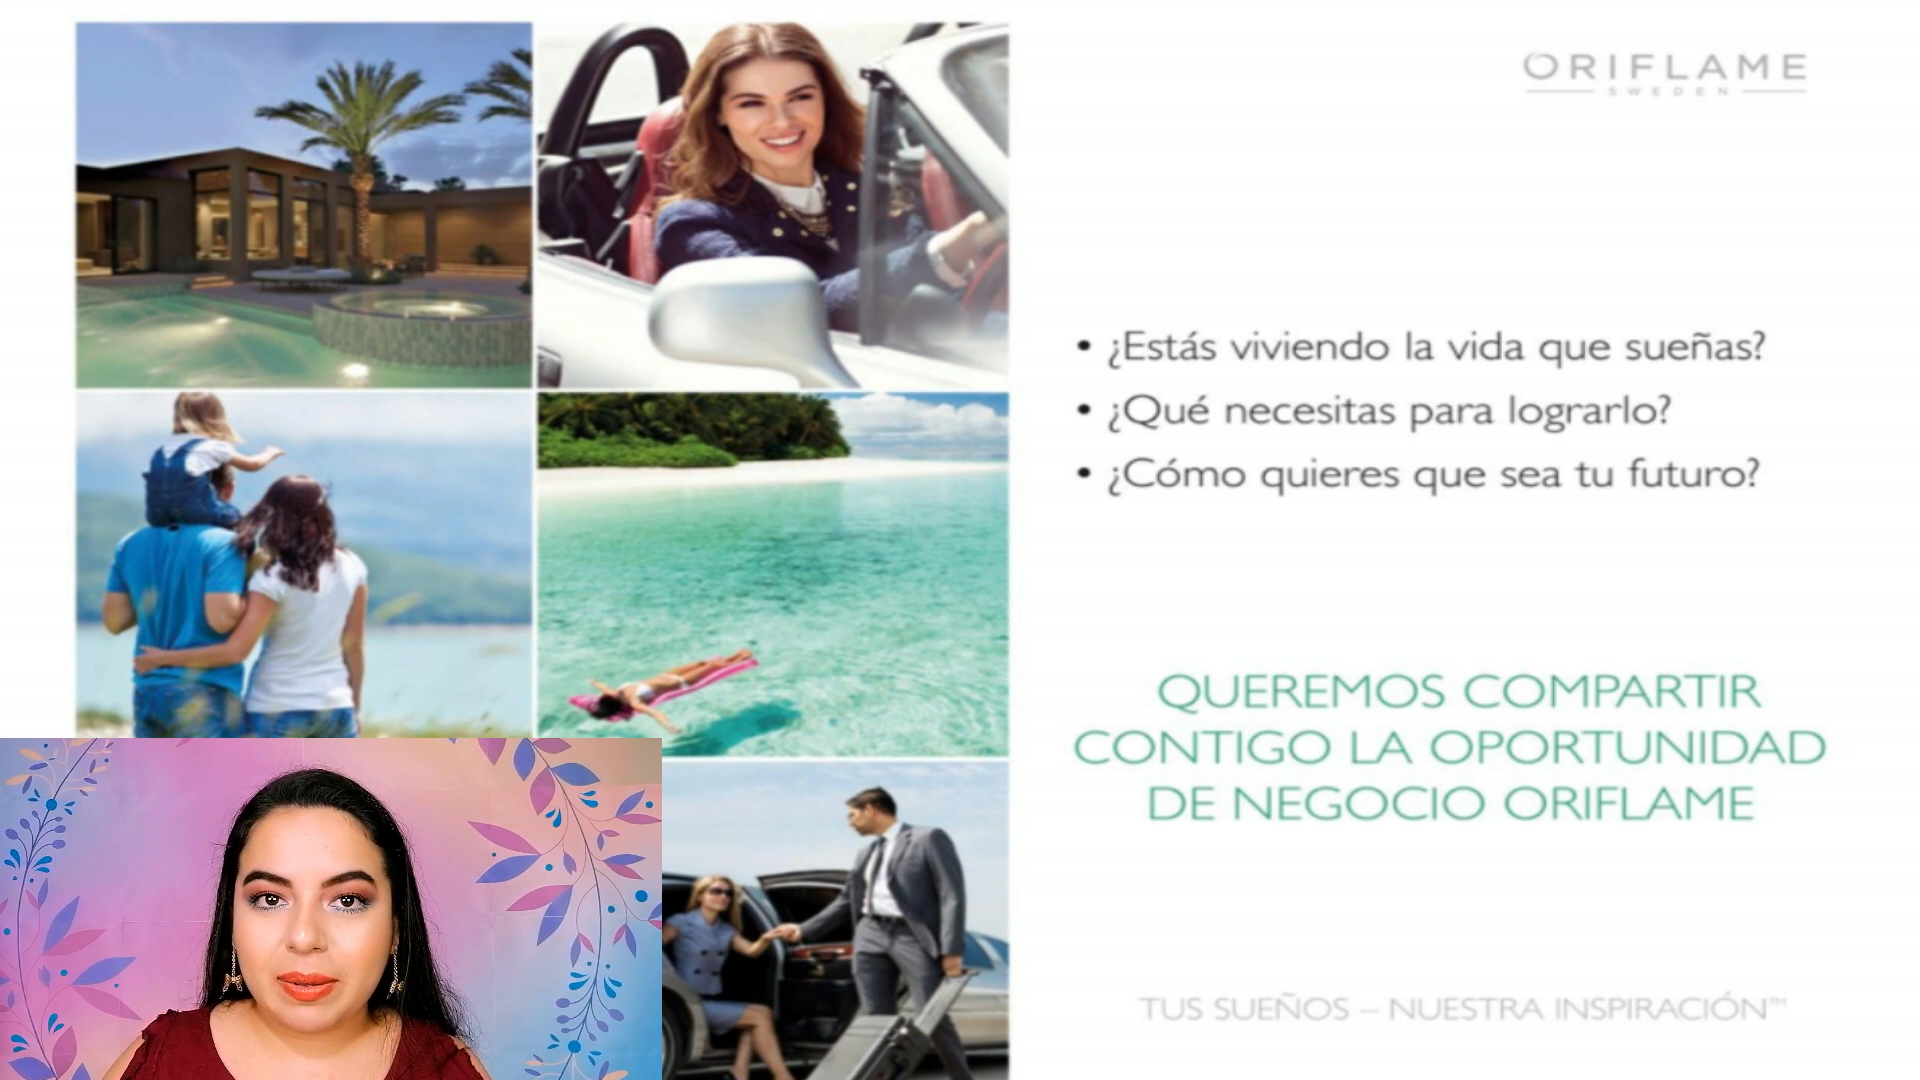 ORIFLAME
SWEDEN
• ¿Estás viviendo la vida que sueñas?
• ¿Qué necesitas para lograrlo?
• ¿Cómo quieres que sea tu futuro?
QUEREMOS COMPARTIR
CONTIGO LA OPORTUNIDAD
DE NEGOCIO ORIFLAME
TUS SUEÑOS – NUESTRA INSPIRACIÓN™